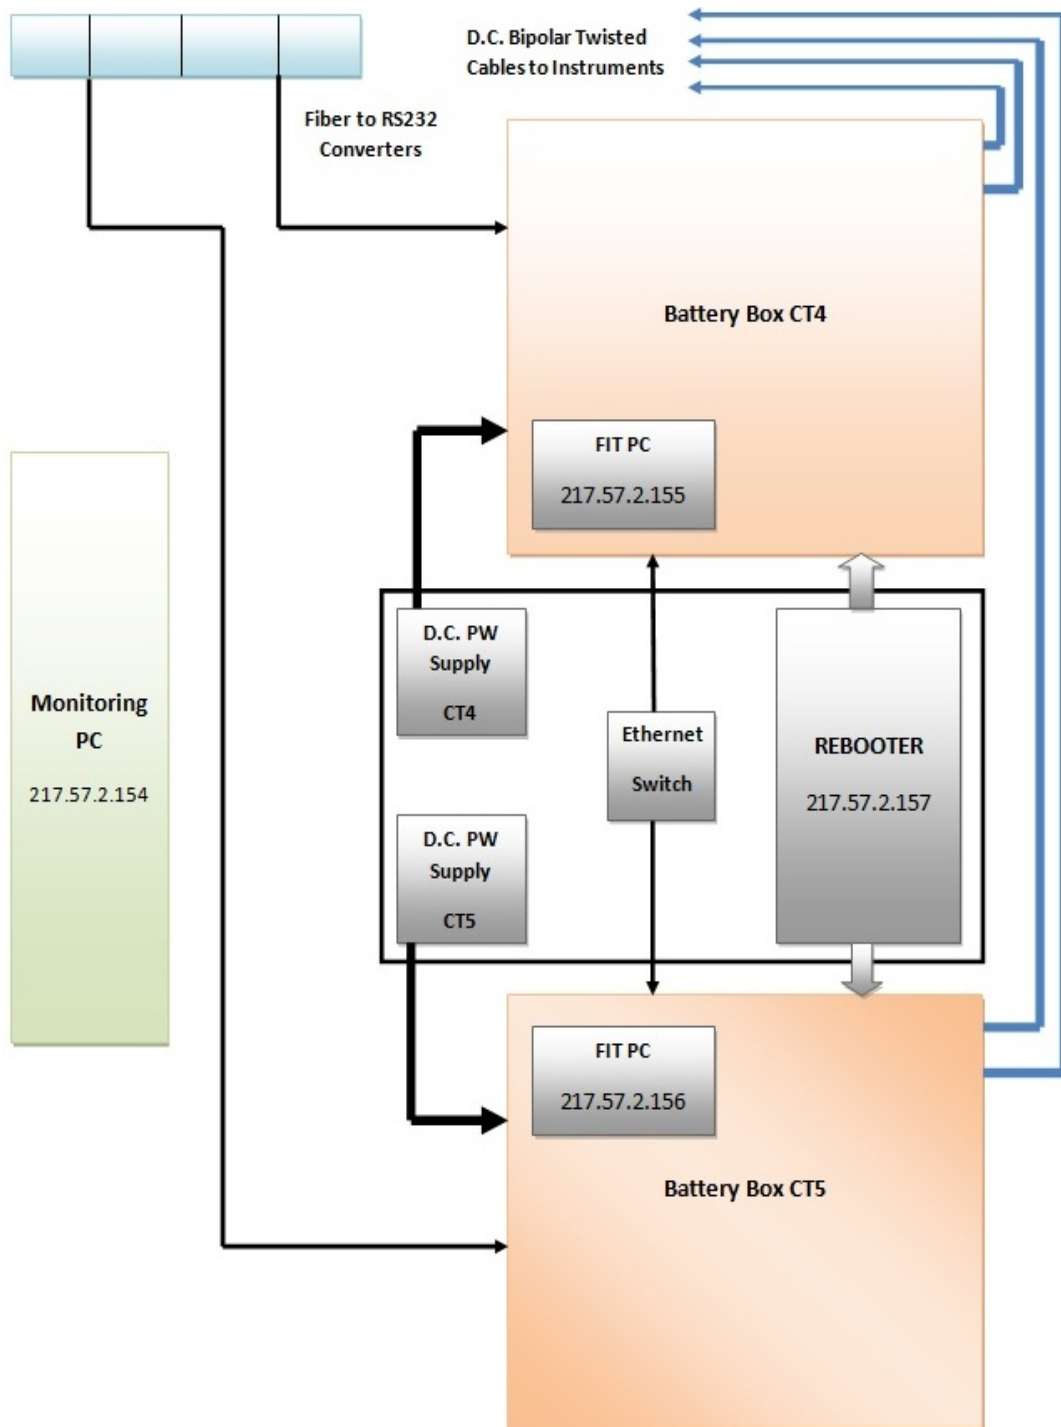 D.C. Bipolar Twisted
Cables to Instruments
Fiber to RS232
Converters
Battery Box CT4
FIT PC
217.57.2.155
D.C. PW
Supply
CT4
Ethernet
Switch
REBOOTER
217.57.2.157
Monitoring
PC
217.57.2.154
D.C. PW
Supply
CT5
FIT PC
217.57.2.156
Battery Box CT5